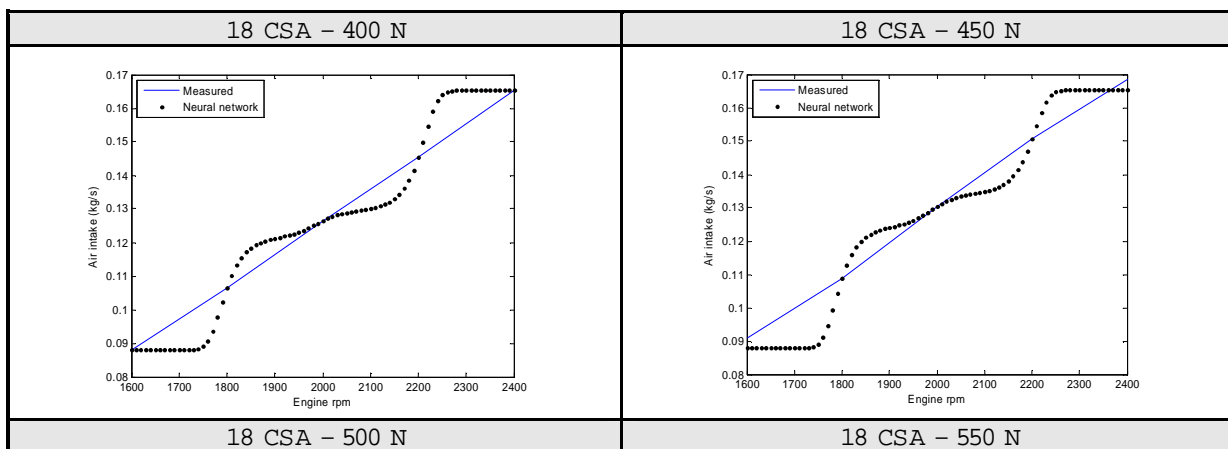 18 CSA – 400 N
18 CSA – 450 N
0.17
0.16
0.15
0.14
0.13
0.12
0.11
0.1
0.09
0.08
Air intake (kg/s)
Measured
Neural network
1600 1700 1800 1900 2000 2100 2200 2300 2400
Engine rpm
0.17
0.16
0.15
0.14
0.13
0.12
0.11
0.1
0.09
0.08
Air intake (kg/s)
Measured
Neural network
1600 1700 1800 1900 2000 2100 2200 2300 2400
Engine rpm
18 CSA – 500 N
18 CSA – 550 N